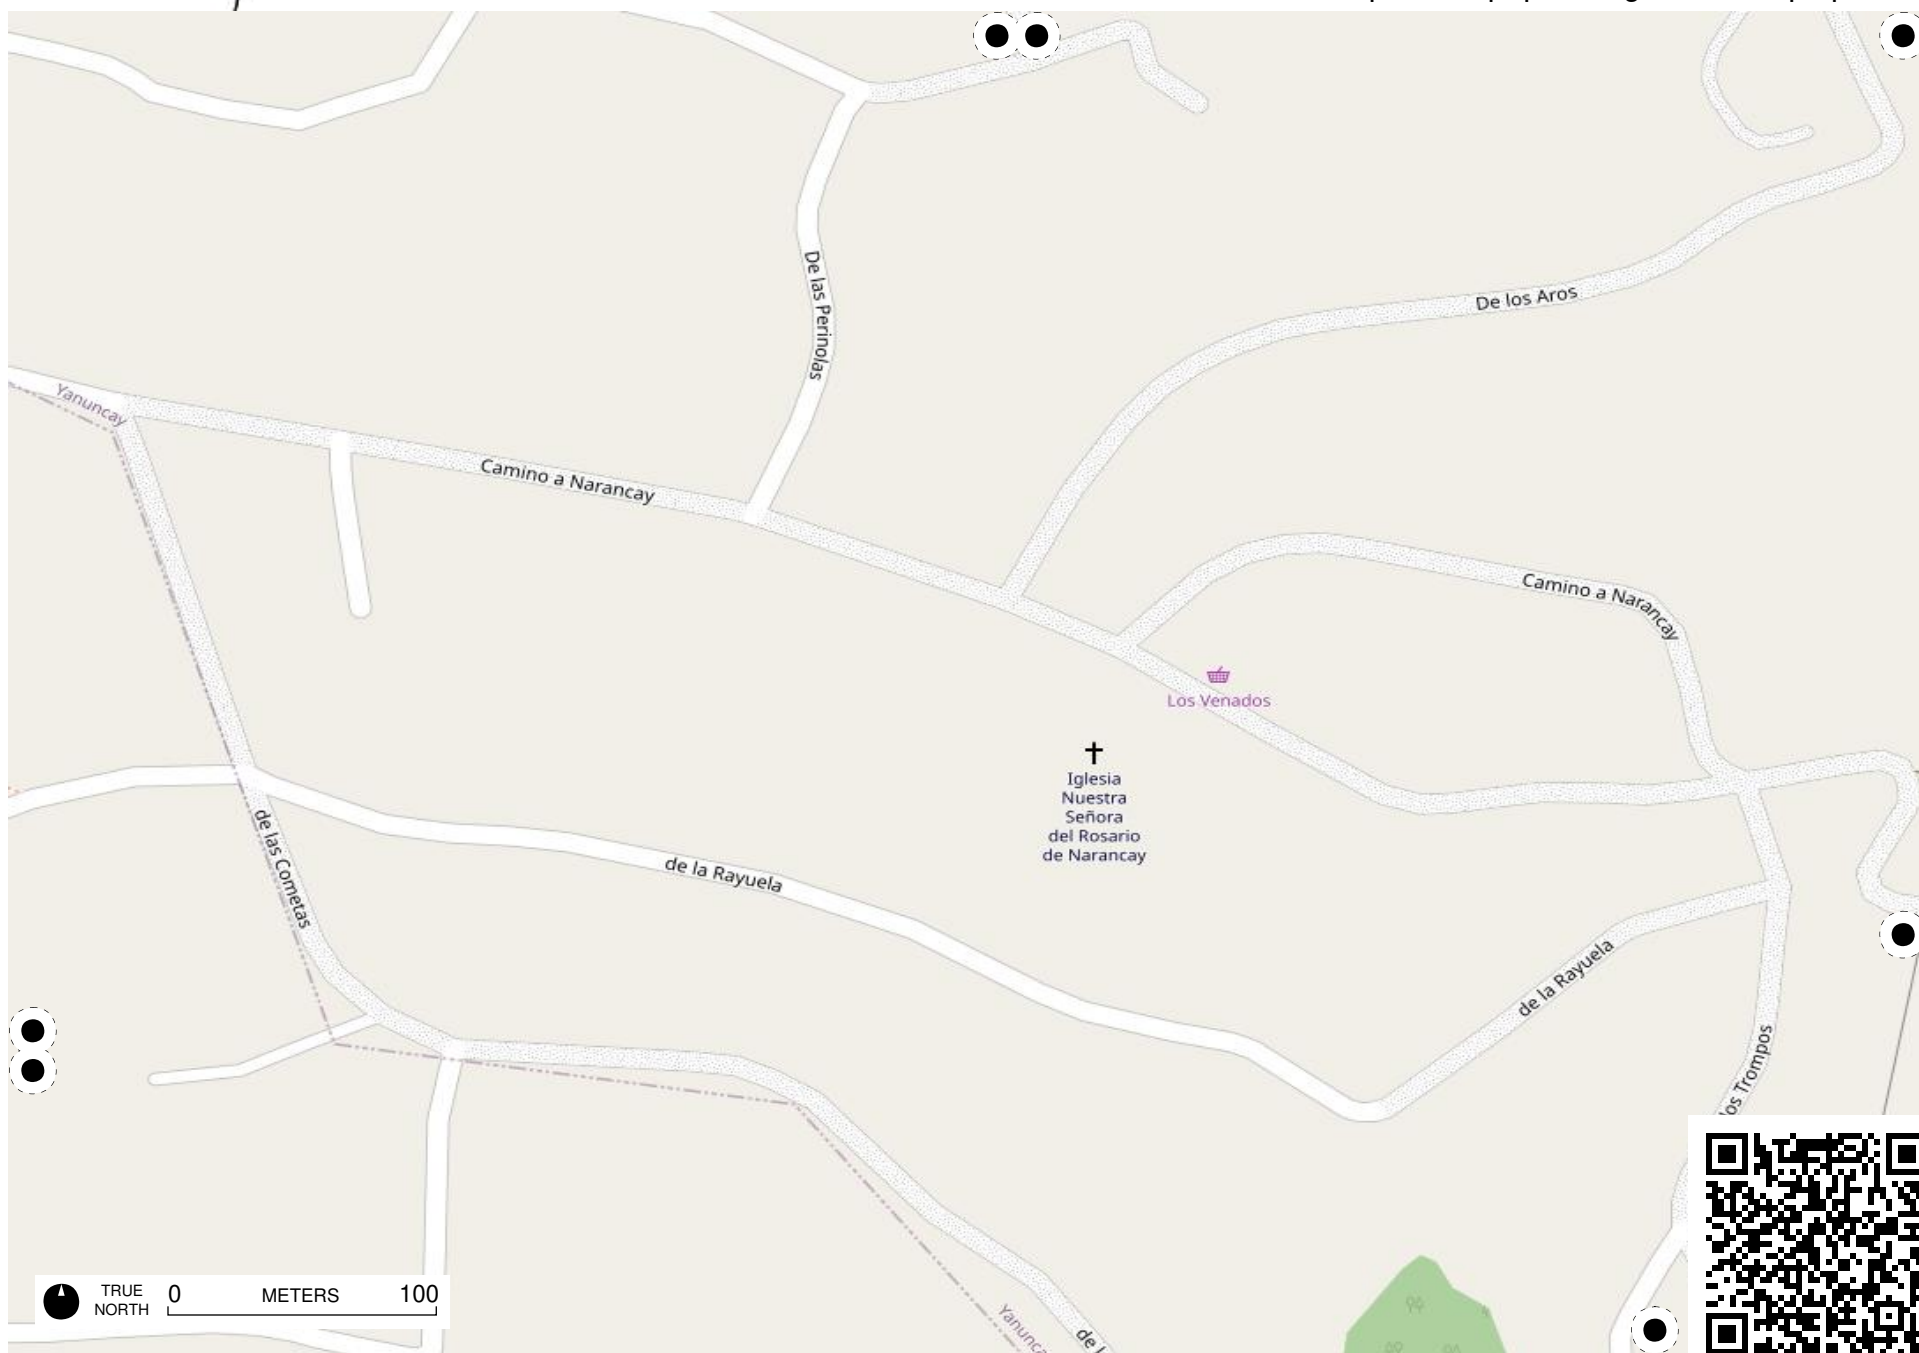 De las Perinolas
De los Aros
Yanuncay
Camino a Narancay
Camino a Narancay
Los Venados
Iglesia
Nuestra
Señora
del Rosario
de Narancay
de las Cometas
de la Rayuela
de la Rayuela
los Trompos
TRUE
NORTH
0 METERS 100